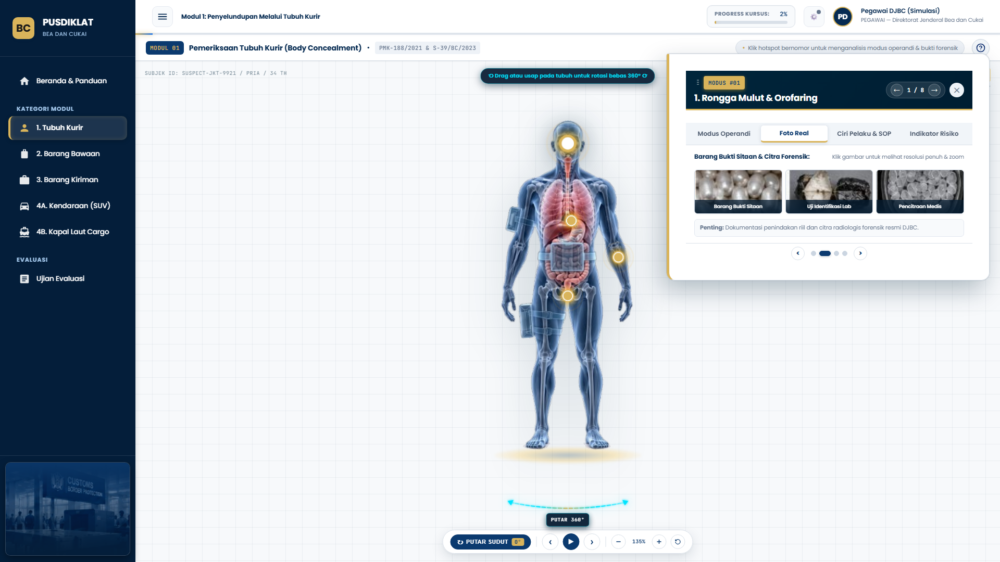 BC
PUSDIKLAT
BEA DAN CUKAI
Beranda & Panduan
KATEGORI MODUL
1. Tubuh Kurir
2. Barang Bawaan
3. Barang Kiriman
4A. Kendaraan (SUV)
4B. Kapal Laut Cargo
EVALUASI
Ujian Evaluasi
CUSTOMS
BORDER PROTECTION
Modul 1: Penyelundupan Melalui Tubuh Kurir
PROGRESS KURSUS: 2%
PD
Pegawai DJBC (Simulasi)
PEGAWAI — Direktorat Jenderal Bea dan Cukai
MODUL 01 Pemeriksaan Tubuh Kurir (Body Concealment) • PMK-188/2021 & S-39/BC/2023
• Klik hotspot bernomor untuk menganalisis modus operandi & bukti forensik
SUBJEK ID: SUSPECT-JKT-9921 / PRIA / 34 TH
Drag atau usap pada tubuh untuk rotasi bebas 360°
MODUS #01
1. Rongga Mulut & Orofaring
← 1 / 8 →
Modus Operandi
Foto Real
Ciri Pelaku & SOP
Indikator Risiko
Barang Bukti Sitaan & Citra Forensik:
Klik gambar untuk melihat resolusi penuh & zoom
Barang Bukti Sitaan
Uji Identifikasi Lab
Pencitraan Medis
Penting: Dokumentasi penindakan riil dan citra radiologis forensik resmi DJBC.
PUTAR 360°
PUTAR SUDUT 0°
135%